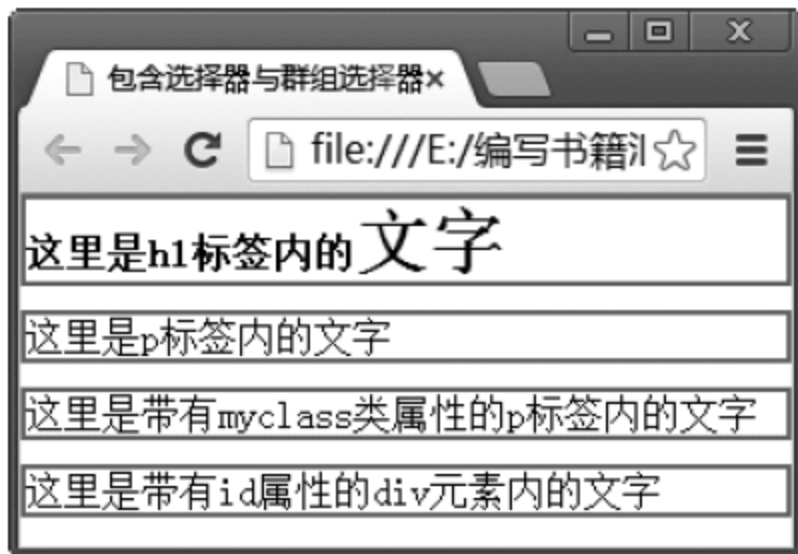 包含选择器与群组选择器
file:///E:/编写书籍
这里是h1标签内的文字
这里是p标签内的文字
这里是带有myclass类属性的p标签内的文字
这里是带有id属性的div元素内的文字